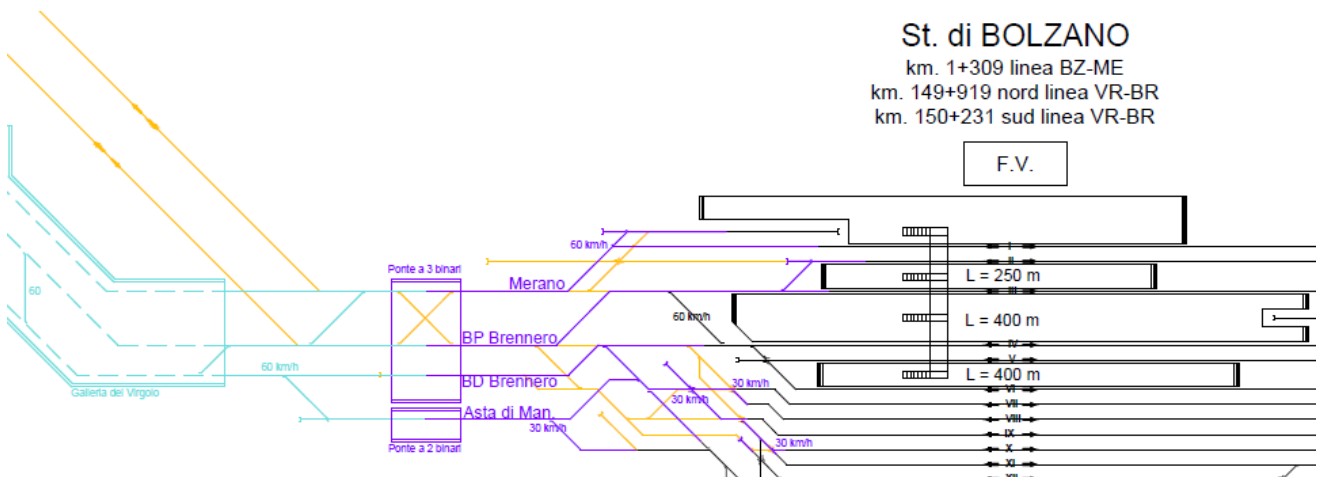 St. di BOLZANO
km. 1+309 linea BZ-ME
km. 149+919 nord linea VR-BR
km. 150+231 sud linea VR-BR
F.V.
60 km/h
I
II
Ponte a 3 binari
Merano
L = 250 m
III
60
60 km/h
L = 400 m
BP Brennero
IV
V
60 km/h
BD Brennero
L = 400 m
Galleria del Virgolo
30 km/h
VI
30 km/h
VII
Asta di Man.
VIII
30 km/h
IX
Ponte a 2 binari
30 km/h
X
XI
XII